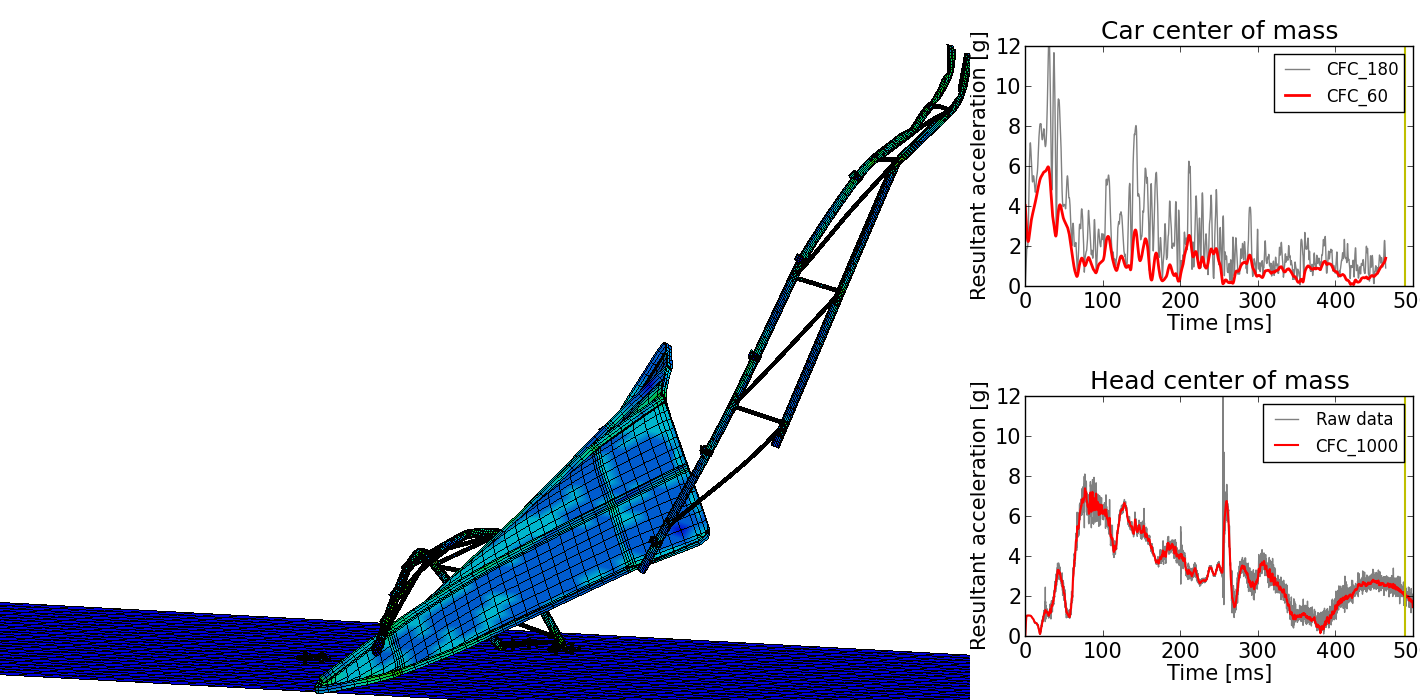 Car center of mass
Resultant acceleration [g]
12
10
8
6
4
2
0
CFC_180
CFC_60
0 100 200 300 400 50
Time [ms]
Head center of mass
Resultant acceleration [g]
12
10
8
6
4
2
0
Raw data
CFC_1000
0 100 200 300 400 50
Time [ms]